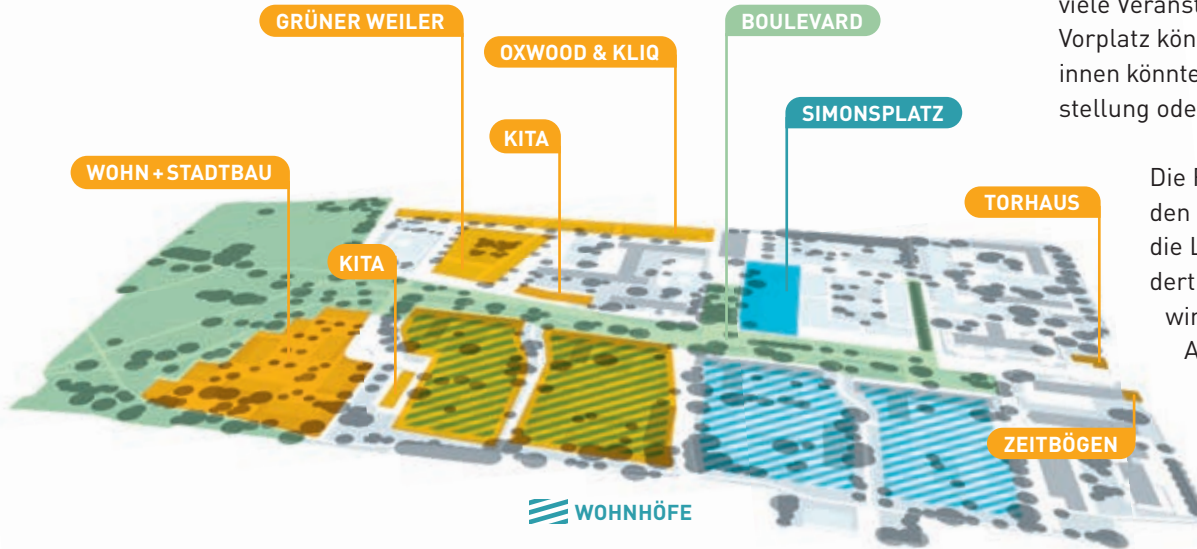 GRÜNER WEILER
BOULEVARD
OXWOOD & KLIQ
SIMONSPLATZ
KITA
WOHN + STADTBAU
TORHAUS
KITA
ZEITBÖGEN
WOHNHÖFE
Vorplatz kön
innen könnte
stellung ode
Die
den
die L
dert
wir
A